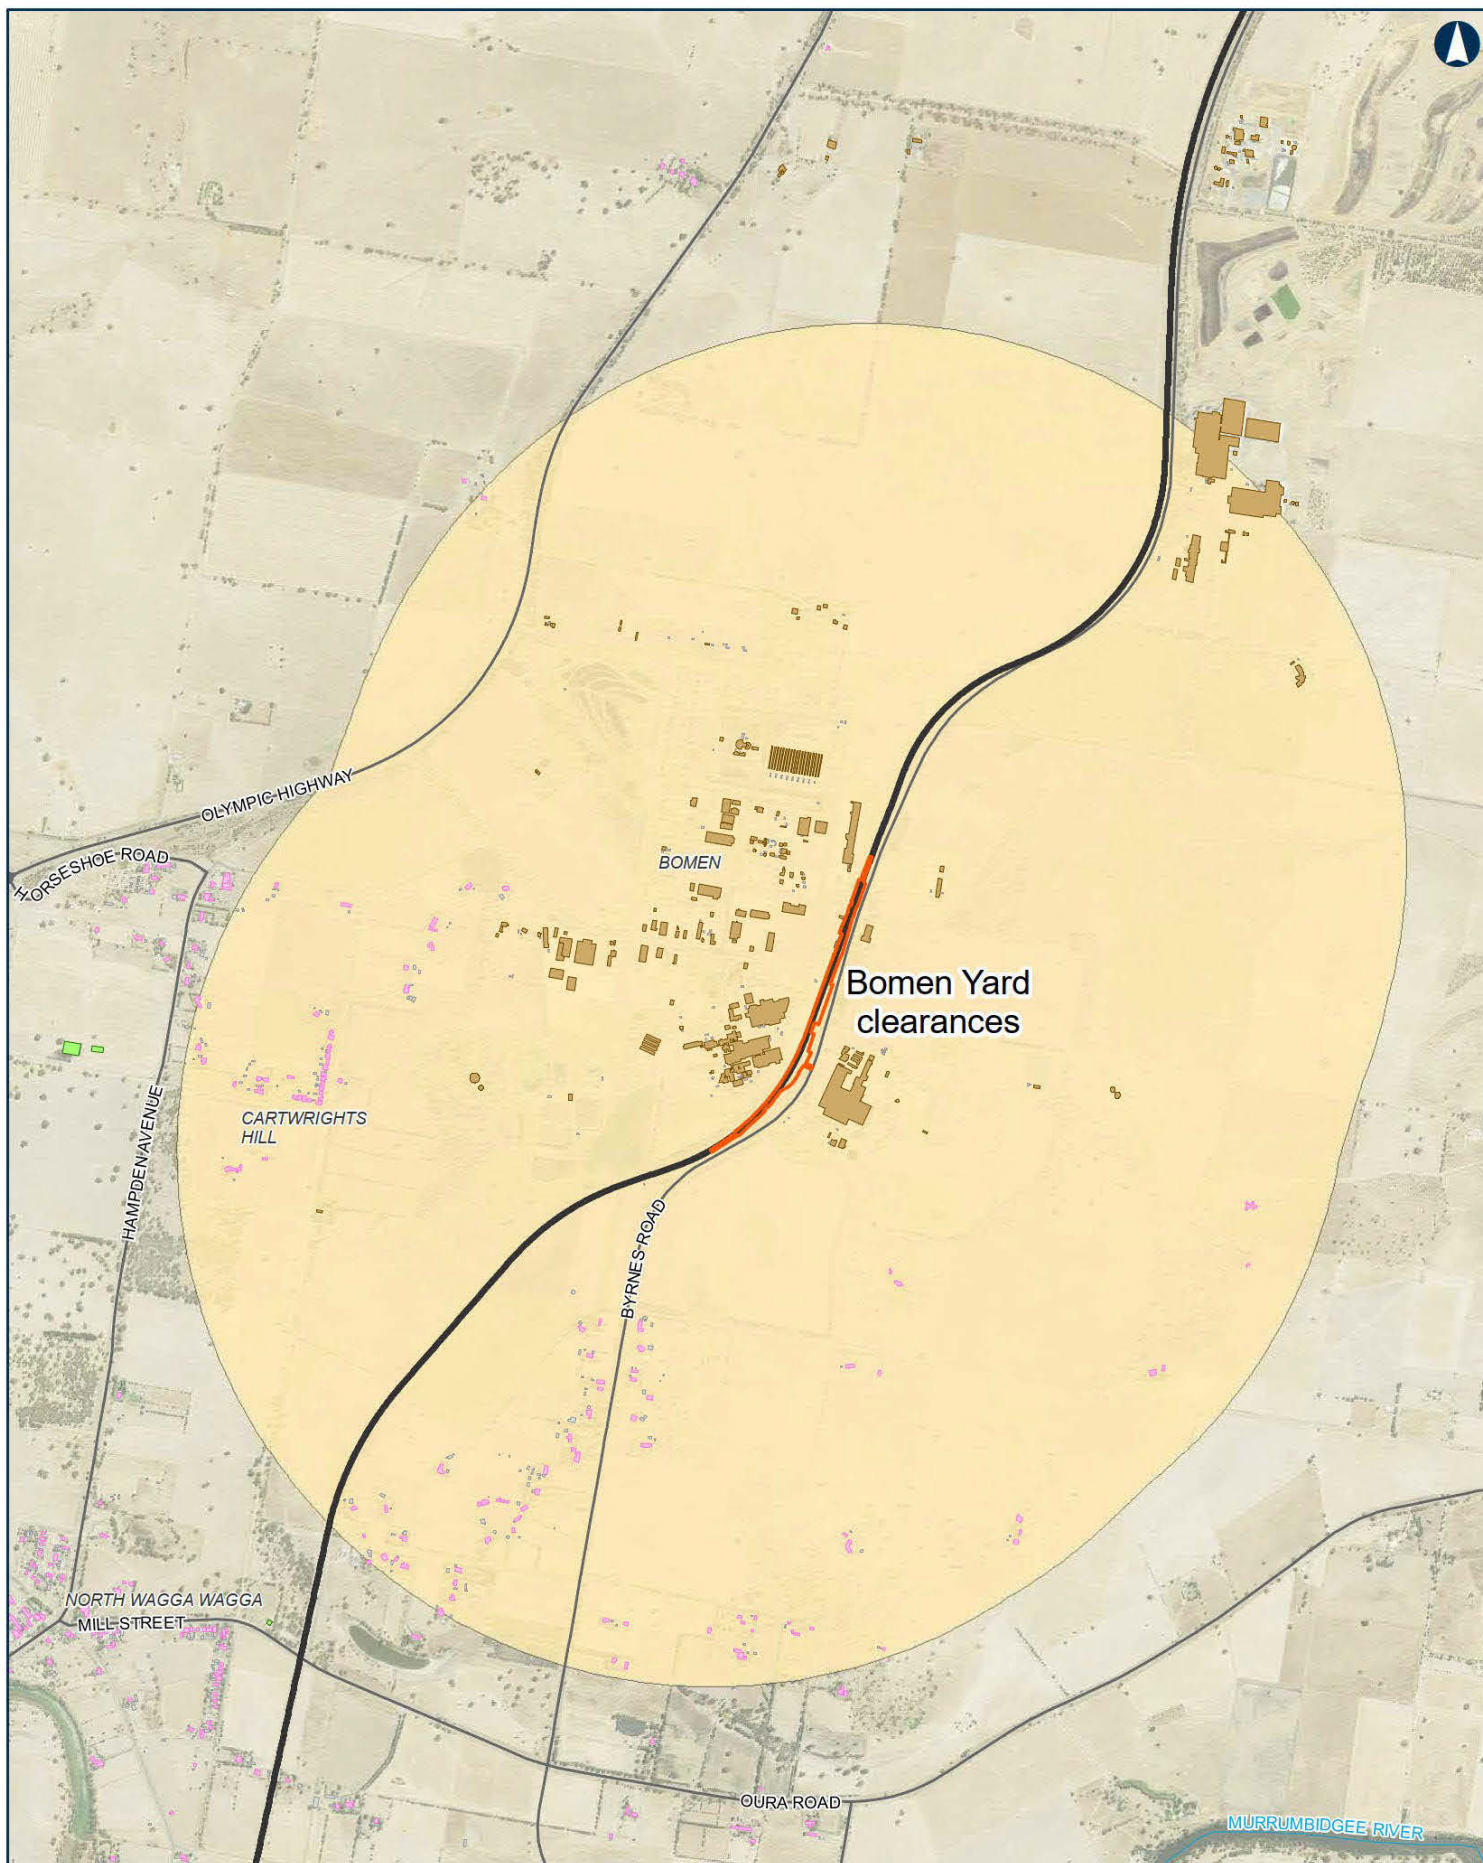 OLYMPIC HIGHWAY
HORSESHOE ROAD
BOMEN
Bomen Yard
clearances
CARTWRIGHTS
HILL
HAMPDEN AVENUE
BYRNES ROAD
NORTH WAGGA WAGGA
MILL STREET
OURA ROAD
MURRUMBIDGEE RIVER